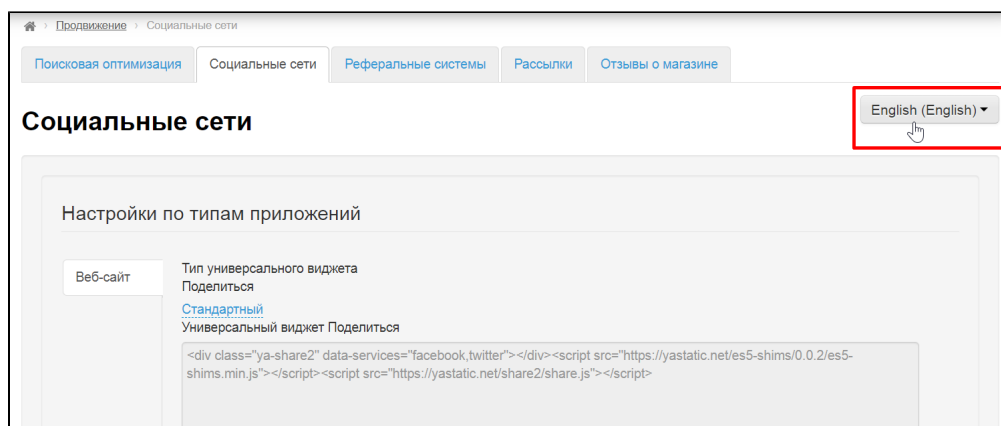 Продвижение › Социальные сети
Поисковая оптимизация Социальные сети Реферальные системы Рассылки Отзывы о магазине
English (English)
Социальные сети
Настройки по типам приложений
Веб-сайт
Тип универсального виджета
Поделиться
Стандартный
Универсальный виджет Поделиться
<div class="ya-share2" data-services="facebook,twitter"></div><script src="https://yastatic.net/es5-shims/0.0.2/es5-
shims.min.js"></script><script src="https://yastatic.net/share2/share.js"></script>